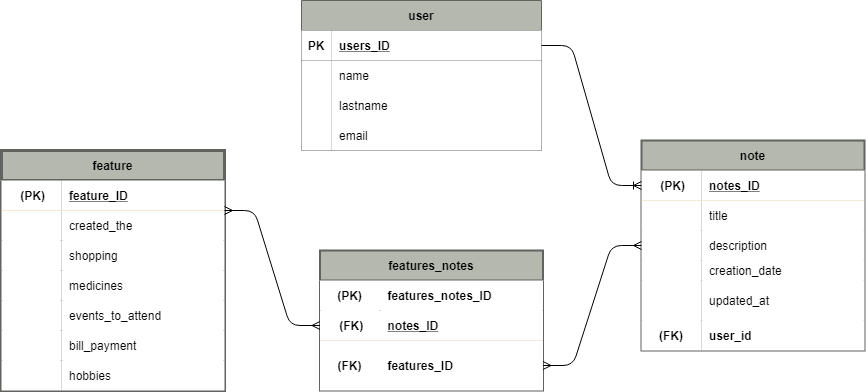 user
PK users_ID
name
lastname
email
feature
(PK) feature_ID
created_the
shopping
medicines
events_to_attend
bill_payment
hobbies
features_notes
(PK) features_notes_ID
(FK) notes_ID
(FK) features_ID
note
(PK) notes_ID
title
description
creation_date
updated_at
(FK) user_id